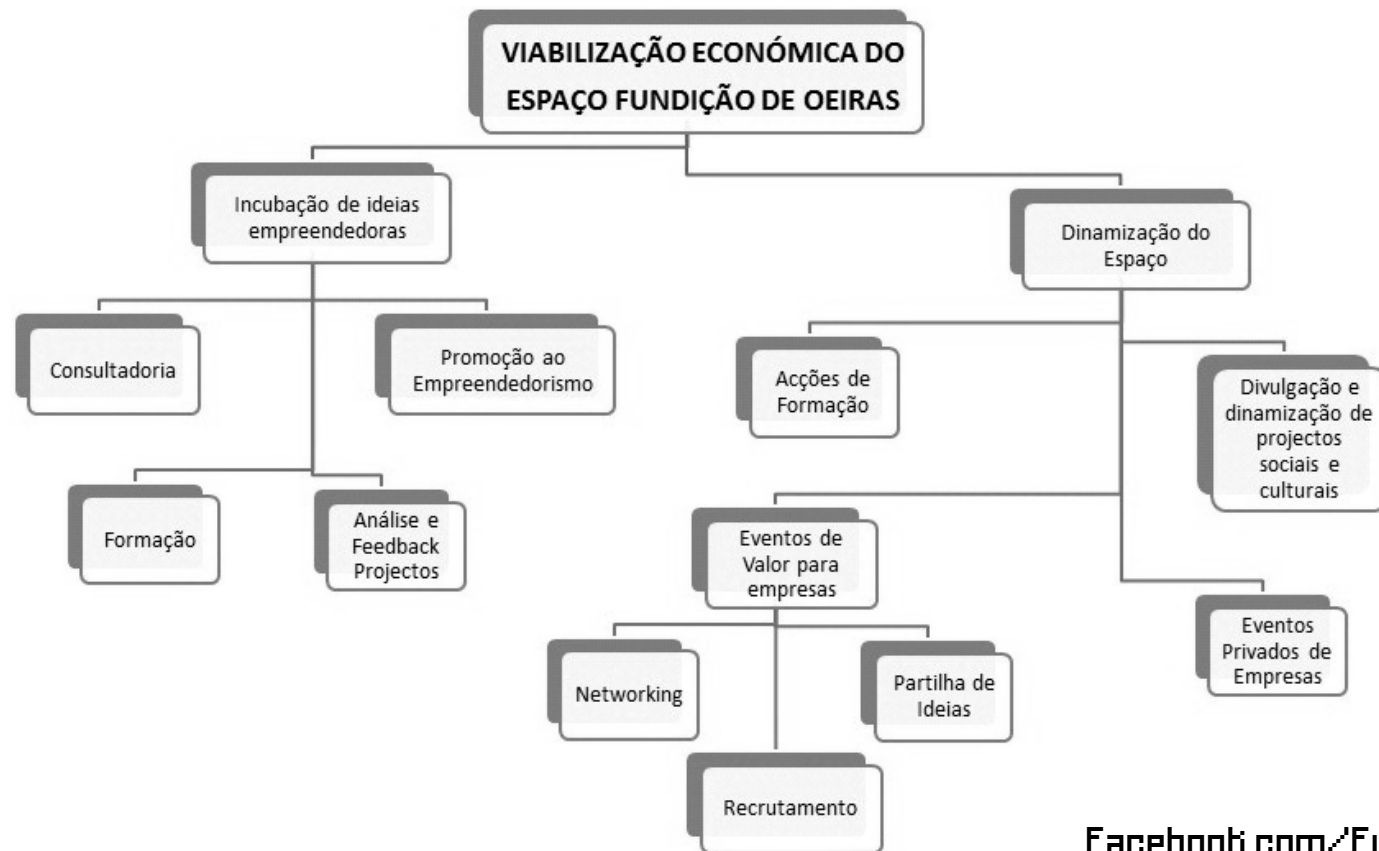 VIABILIZAÇÃO ECONÓMICA DO
ESPAÇO FUNDIÇÃO DE OEIRAS
Incubação de ideias
empreendedoras
Consultadoria
Promoção ao
Empreendedorismo
Formação
Análise e
Feedback
Projectos
Dinamização do
Espaço
Acções de
Formação
Divulgação e
dinamização de
projectos
sociais e
culturais
Eventos de
Valor para
empresas
Networking
Partilha de
Ideias
Recrutamento
Eventos
Privados de
Empresas